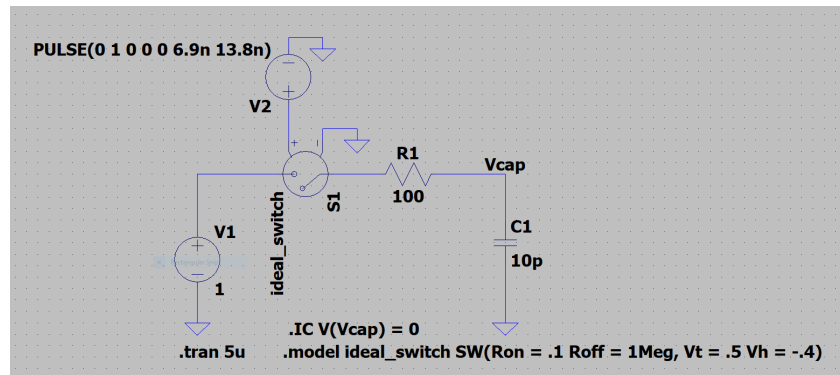 PULSE(0 1 0 0 0 6.9n 13.8n)
V2
R1
100
Vcap
S1
ideal_switch
V1
1
C1
10p
.IC V(Vcap) = 0
.tran 5u
.model ideal_switch SW(Ron = .1 Roff = 1Meg, Vt = .5 Vh = -.4)